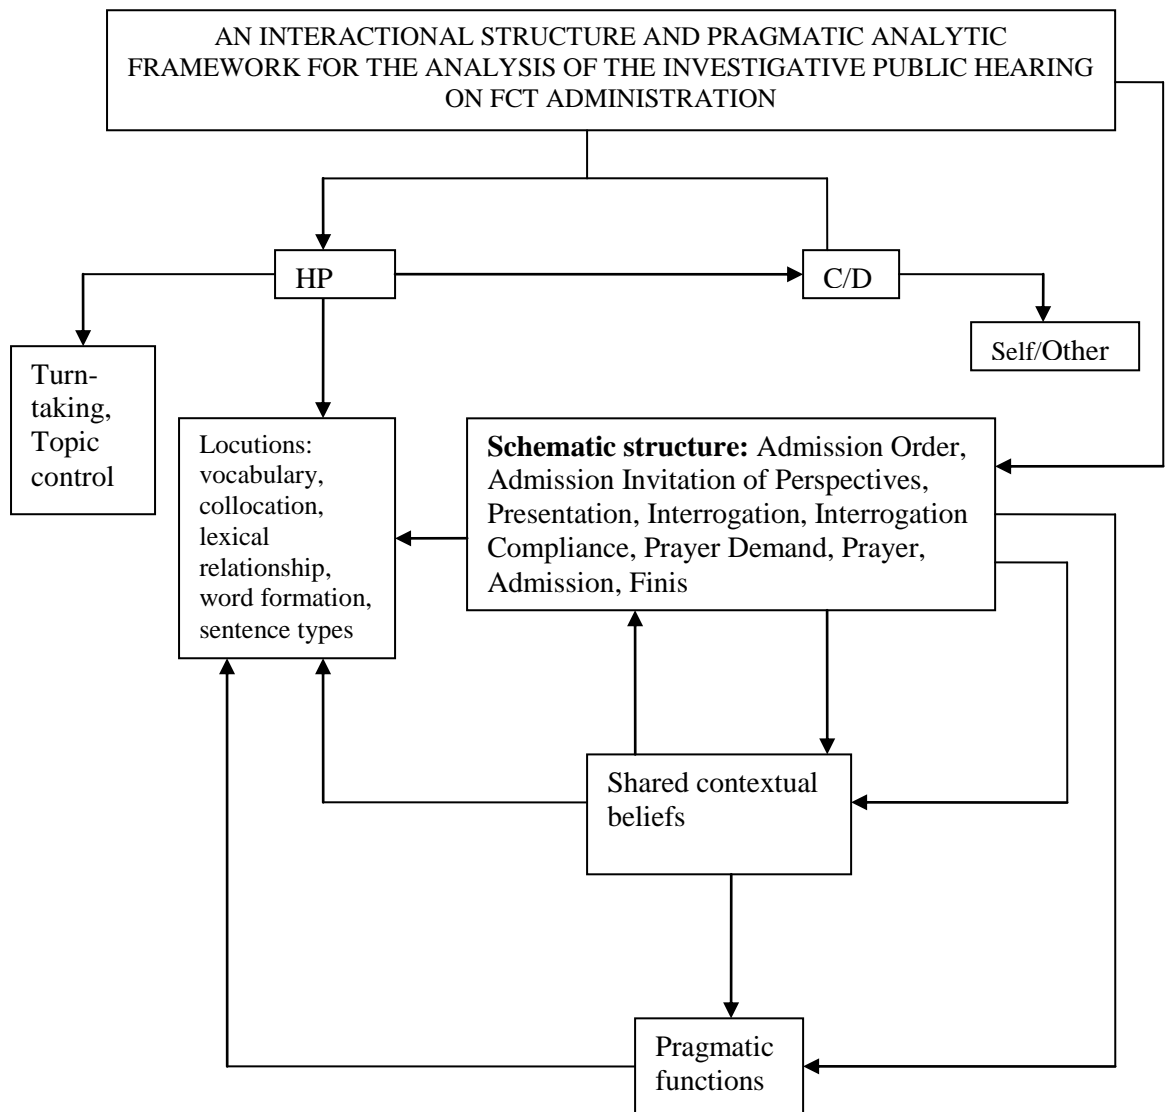 AN INTERACTIONAL STRUCTURE AND PRAGMATIC ANALYTIC
FRAMEWORK FOR THE ANALYSIS OF THE INVESTIGATIVE PUBLIC HEARING
ON FCT ADMINISTRATION
HP
C/D
Self/Other
Turn-
taking,
Topic
control
Locutions:
vocabulary,
collocation,
lexical
relationship,
word formation,
sentence types
Schematic structure: Admission Order,
Admission Invitation of Perspectives,
Presentation, Interrogation, Interrogation
Compliance, Prayer Demand, Prayer,
Admission, Finis
Shared contextual
beliefs
Pragmatic
functions